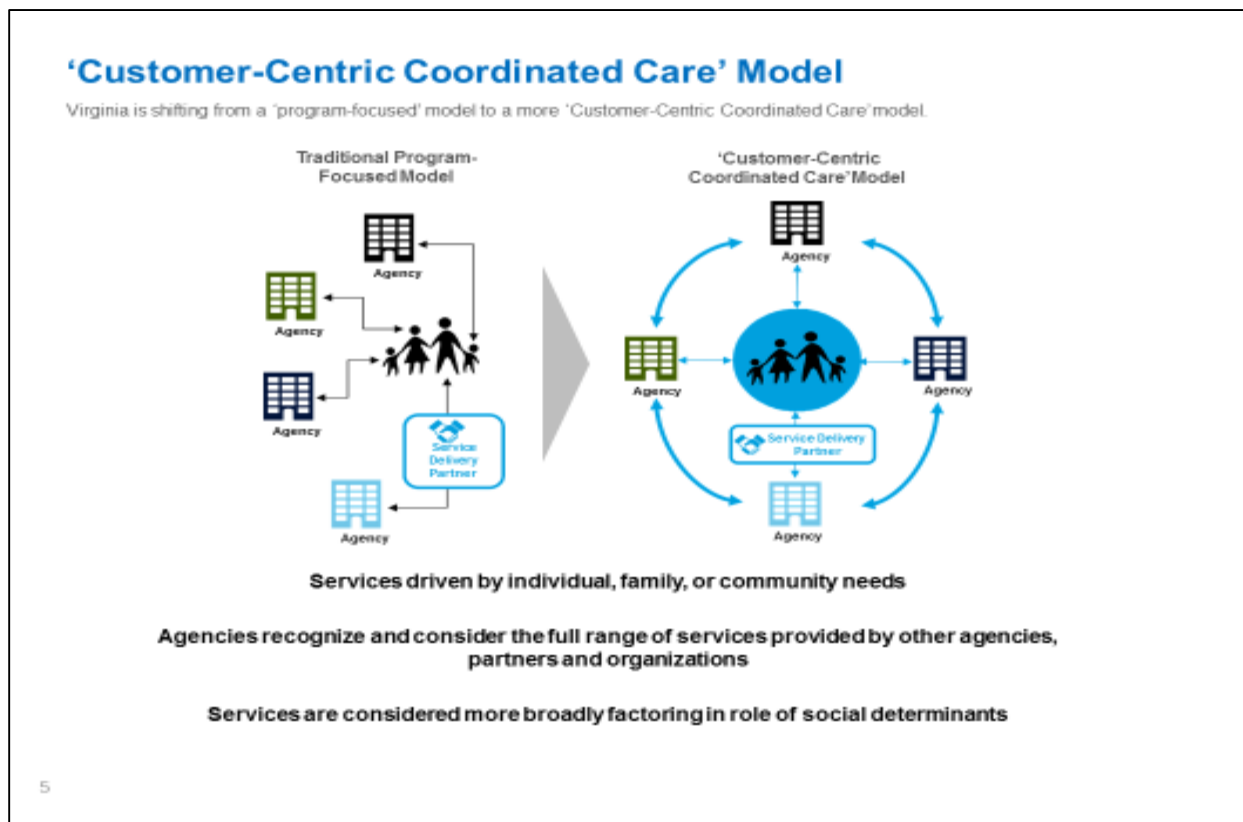 ‘Customer-Centric Coordinated Care’ Model
Virginia is shifting from a ‘program-focused’ model to a more ‘Customer-Centric Coordinated Care’ model.
Traditional Program-
Focused Model
Agency
Agency
Agency
Service
Delivery
Partner
Agency
‘Customer-Centric
Coordinated Care’ Model
Agency
Agency
Agency
Service Delivery
Partner
Agency
Services driven by individual, family, or community needs
Agencies recognize and consider the full range of services provided by other agencies,
partners and organizations
Services are considered more broadly factoring in role of social determinants
5